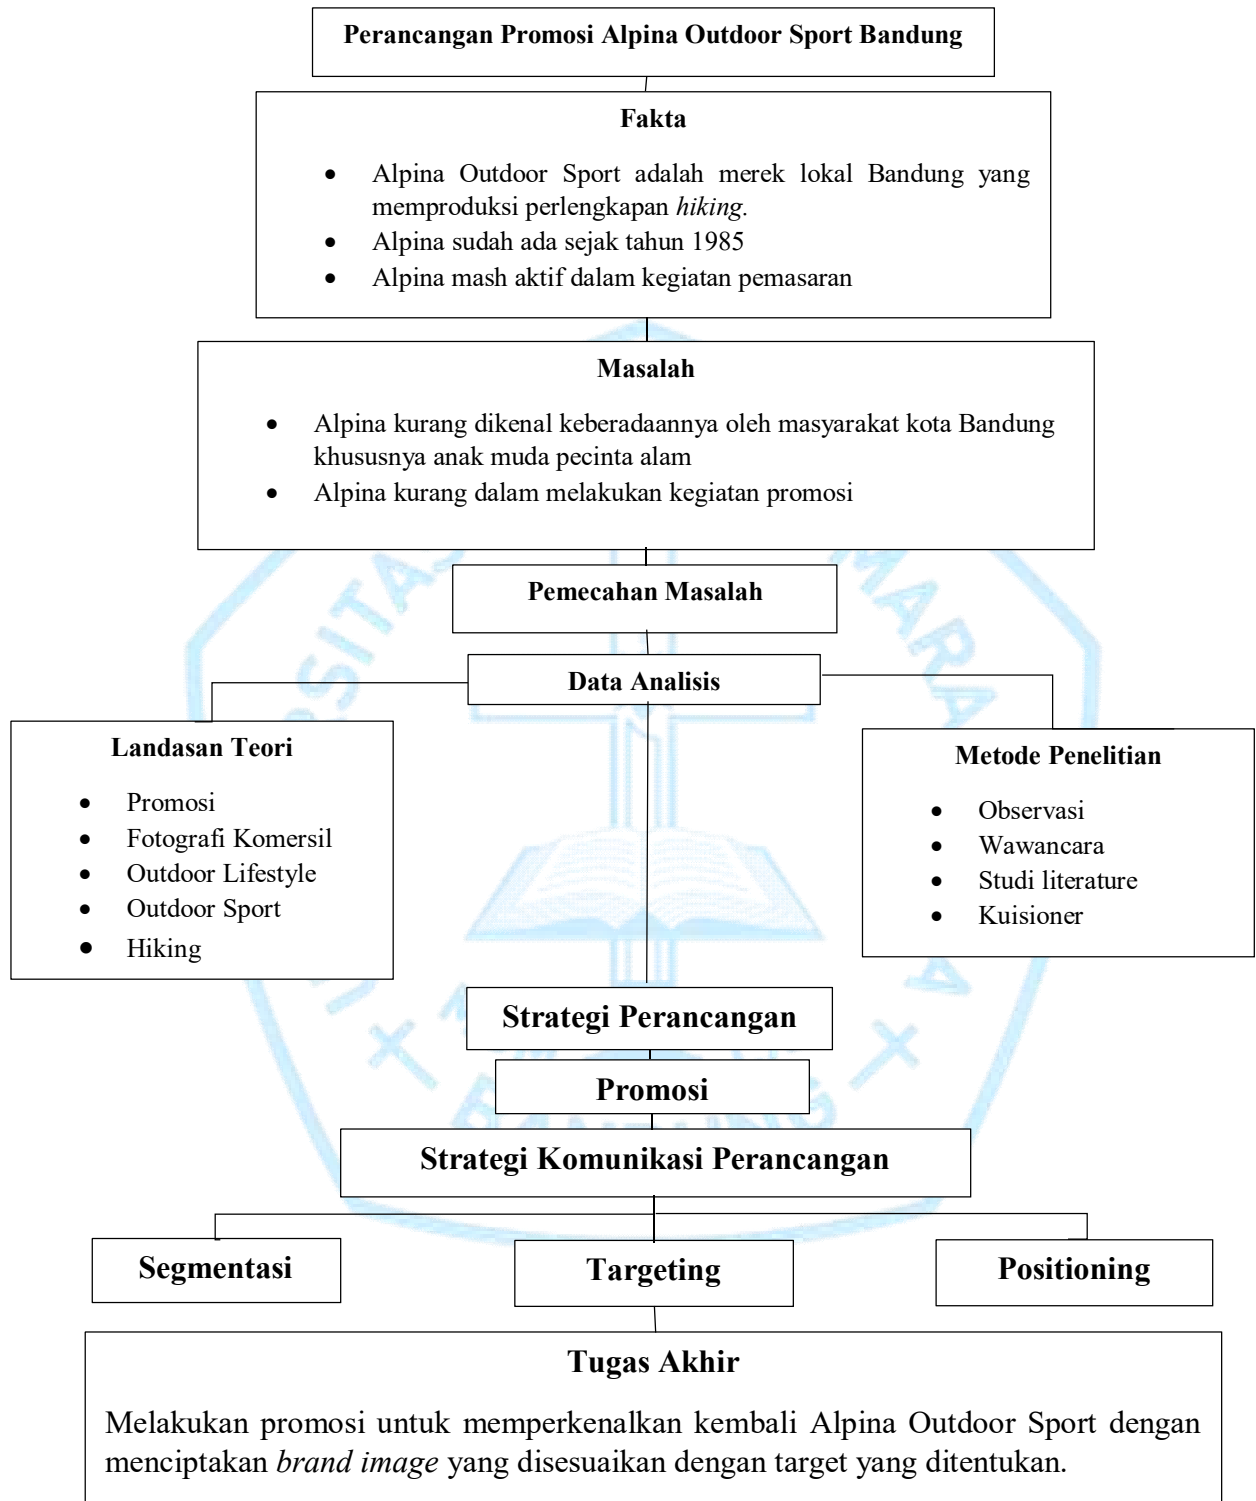 Perancangan Promosi Alpina Outdoor Sport Bandung
Fakta
• Alpina Outdoor Sport adalah merek lokal Bandung yang
memproduksi perlengkapan hiking.
• Alpina sudah ada sejak tahun 1985
• Alpina mash aktif dalam kegiatan pemasaran
Masalah
• Alpina kurang dikenal keberadaannya oleh masyarakat kota Bandung
khususnya anak muda pecinta alam
• Alpina kurang dalam melakukan kegiatan promosi
Pemecahan Masalah
Data Analisis
Landasan Teori
• Promosi
• Fotografi Komersil
• Outdoor Lifestyle
• Outdoor Sport
• Hiking
Metode Penelitian
• Observasi
• Wawancara
• Studi literature
• Kuisioner
Strategi Perancangan
Promosi
Strategi Komunikasi Perancangan
Segmentasi
Targeting
Positioning
Tugas Akhir
Melakukan promosi untuk memperkenalkan kembali Alpina Outdoor Sport dengan
menciptakan brand image yang disesuaikan dengan target yang ditentukan.